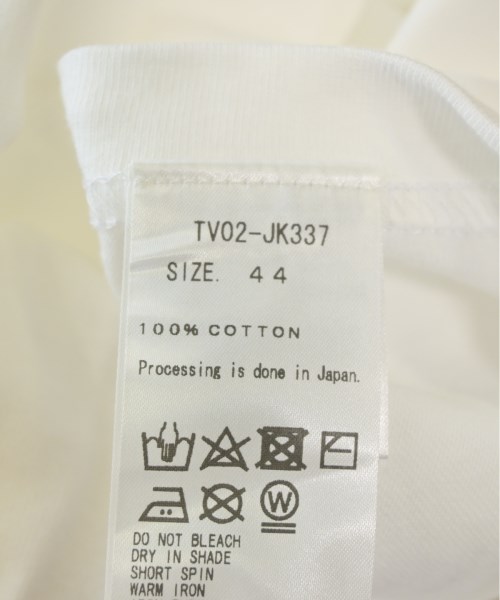 TV02-JK337
SIZE. 44
100% COTTON
Processing is done in Japan.
W
DO NOT BLEACH
DRY IN SHADE
SHORT SPIN
WARM IRON